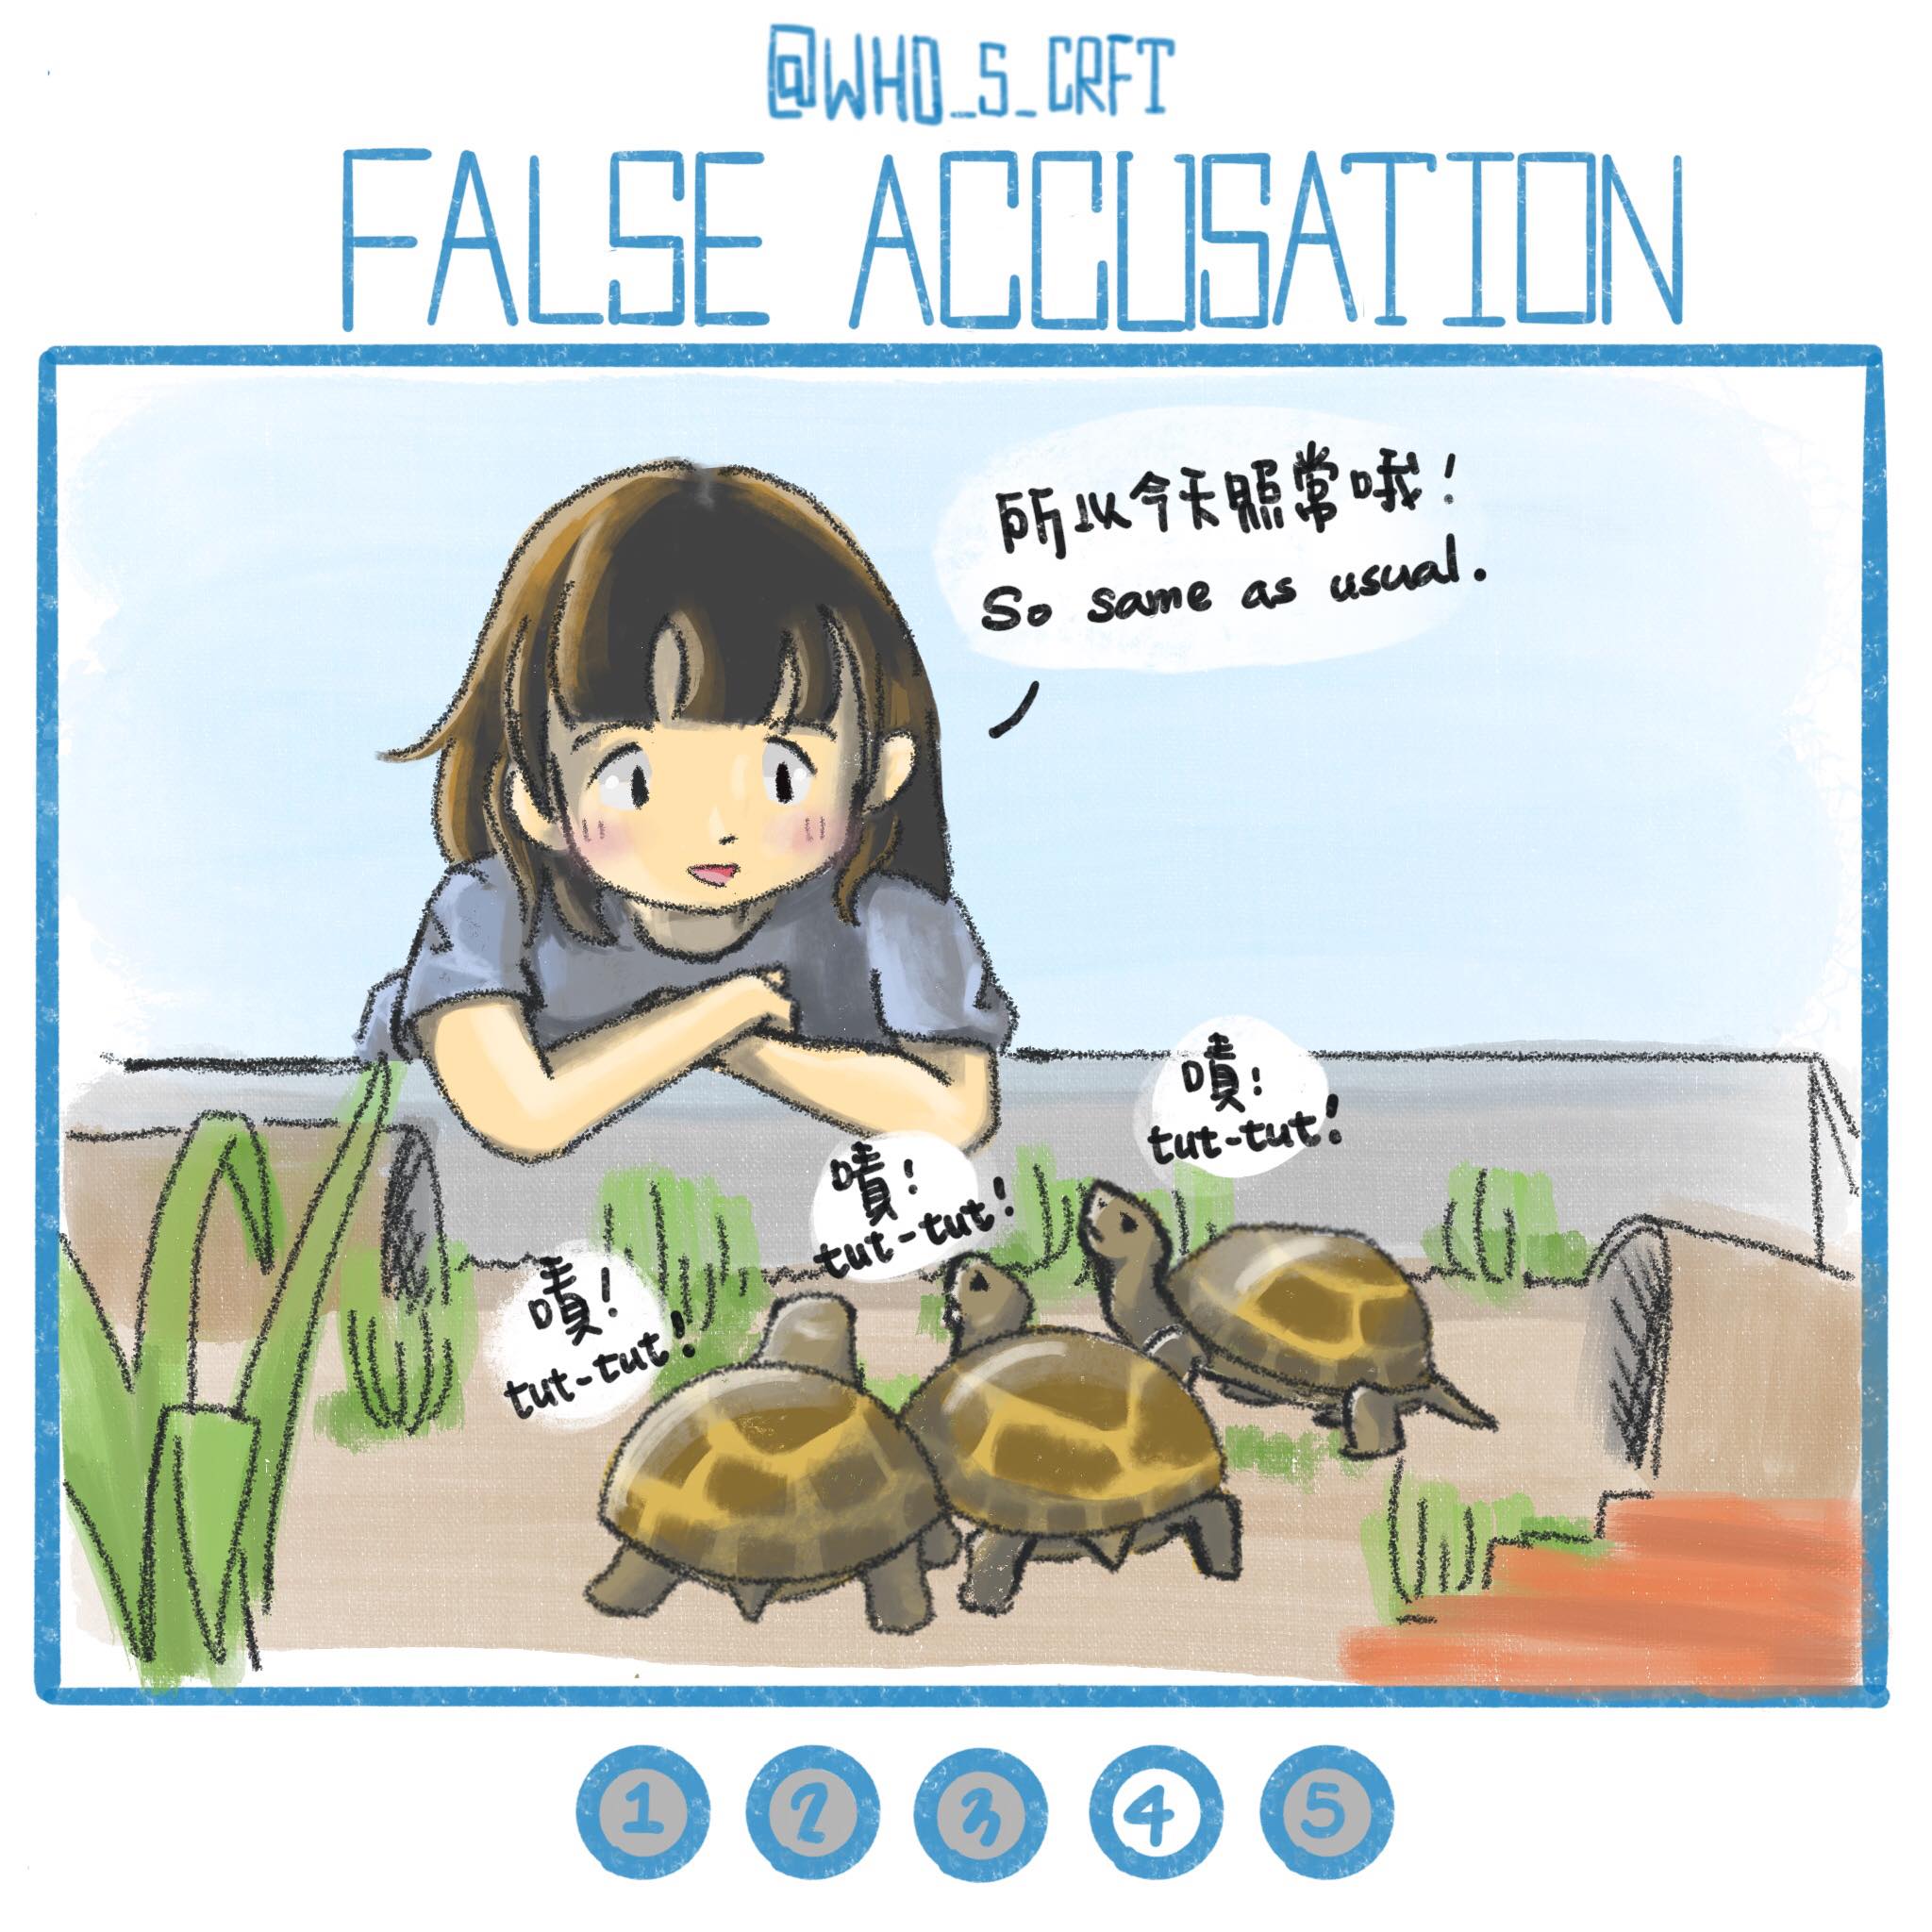 @WHO_S_CRFT
FALSE ACCUSATION
所以今天照常哦!
So same as usual.
嘖!
tut-tut!
嘖!
tut-tut!
嘖!
tut-tut!
1 2 3 4 5